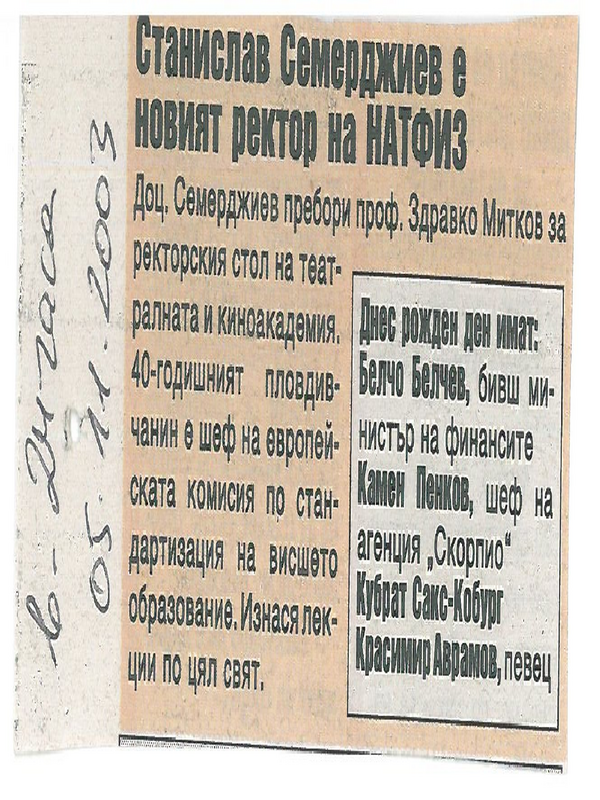 Станислав Семерджиев е
новият ректор на НАТФИЗ
Доц. Семерджиев пребори проф. Здравко Митков за
ректорския стол на теат-
ралната и киноакадемия.
40-годишният пловдив-
чанин е шеф на европей-
ската комисия по стан-
дартизация на висшето
образование. Изнася лек-
ции по цял свят.
Днес рожден ден имат:
Белчо Белчев, бивш ми-
нистър на финансите
Камен Пенков, шеф на
агенция „Скорпио“
Кубрат Сакс-Кобург
Красимир Аврамов, певец
в-к 24 часа
05.11.2003